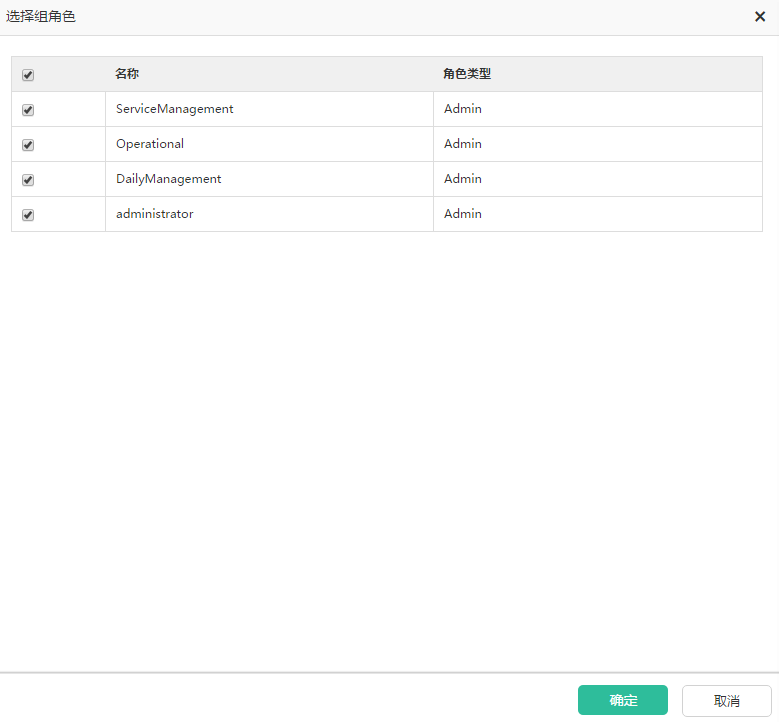 选择组角色
名称 角色类型
ServiceManagement Admin
Operational Admin
DailyManagement Admin
administrator Admin
确定 取消